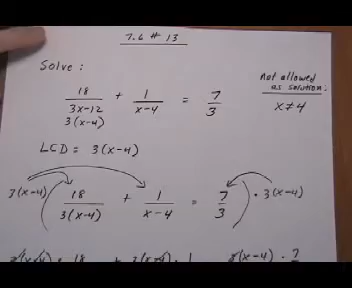 7.6 # 13
Solve:
Not allowed
as solution:
18/(3x-12) + 1/(x-4) = 7/3
3(x-4)
x≠4
LCD = 3(x-4)
3(x-4) ( 18/(3(x-4)) + 1/(x-4) = 7/3 ) • 3(x-4)